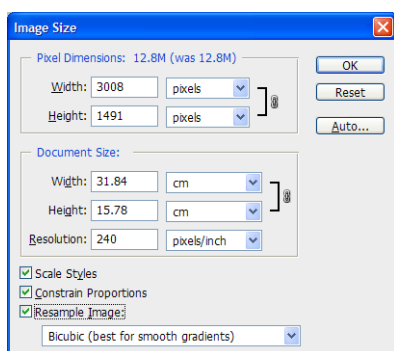 Image Size
Pixel Dimensions: 12.8M (was 12.8M)
Width: 3008 pixels
Height: 1491 pixels
OK
Reset
Auto...
Document Size:
Width: 31.84 cm
Height: 15.78 cm
Resolution: 240 pixels/inch
Scale Styles
Constrain Proportions
Resample Image:
Bicubic (best for smooth gradients)